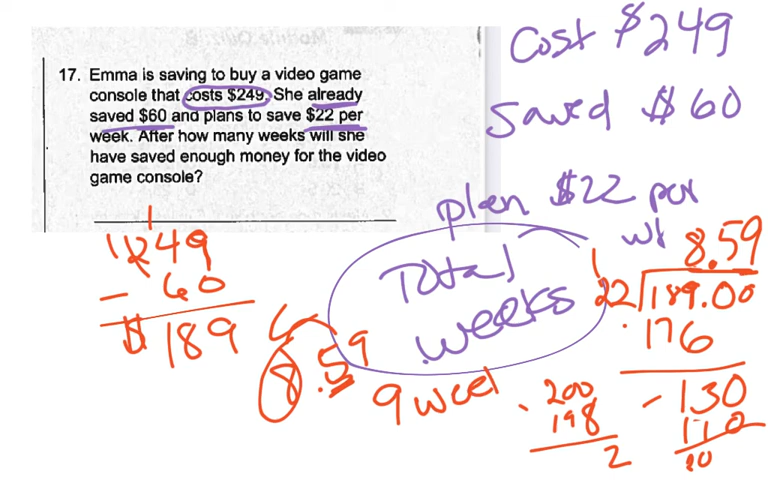 cost $249
17. Emma is saving to buy a video game
console that costs $249. She already
saved $60 and plans to save $22 per
week. After how many weeks will she
have saved enough money for the video
game console?
saved $60
plan $22 per
wk
Total
weeks
1
249
- 60
$189
8.59
9 week
8.59
22 189.00
176
- 130
110
20
200
198
2